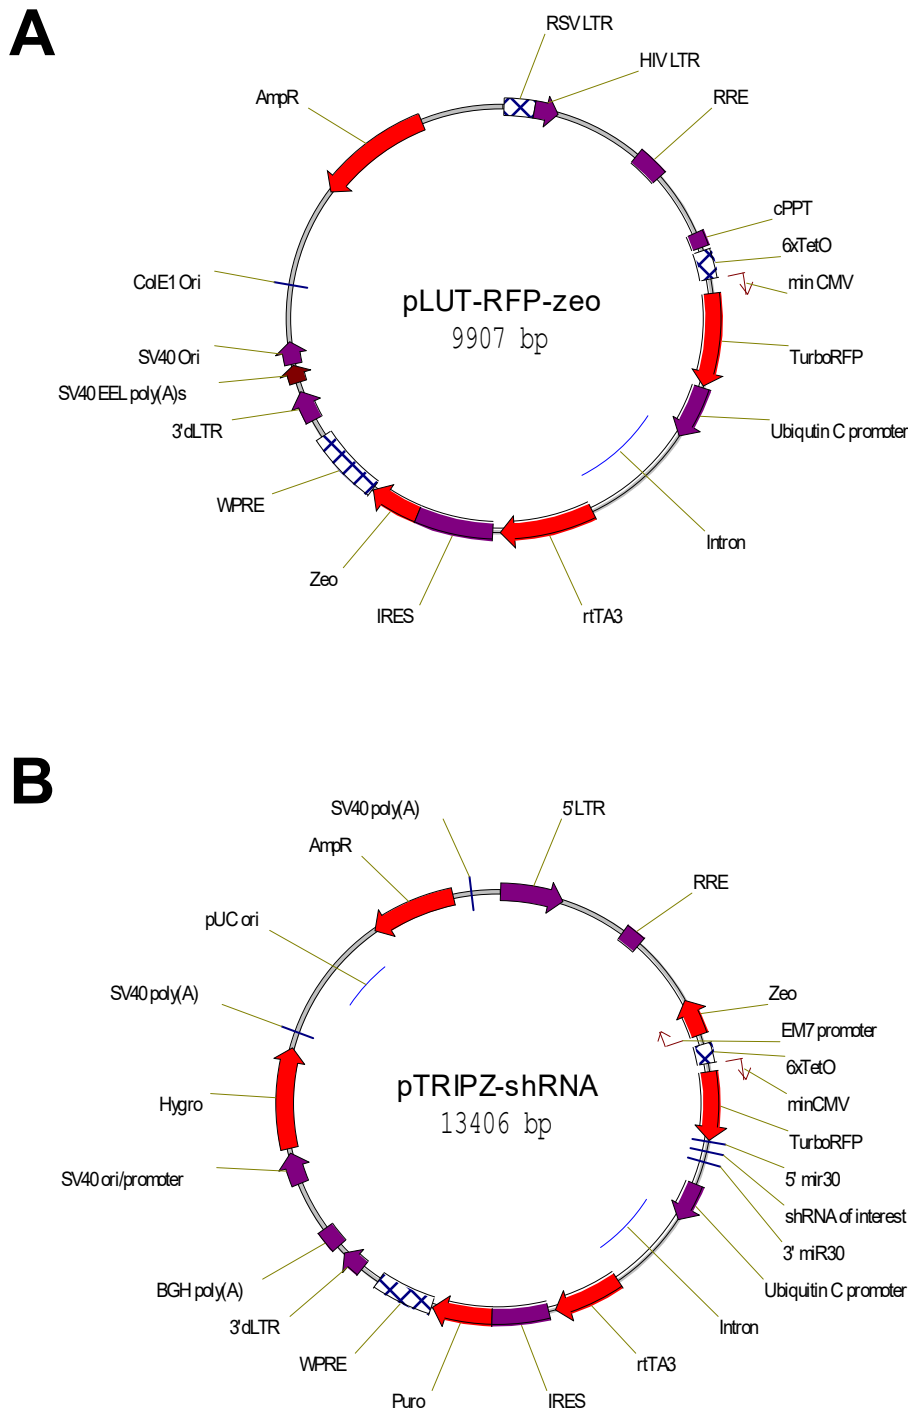 A
RSV LTR
HIV LTR
AmpR
RRE
cPPT
6xTetO
ColE1 Ori
min CMV
pLUT-RFP-zeo
9907 bp
SV40 Ori
TurboRFP
SV40 EEL poly(A)s
3'dLTR
Ubiqutin C promoter
WPRE
Intron
Zeo
IRES
rtTA3
B
SV40 poly(A)
5'LTR
AmpR
RRE
pUC ori
SV40 poly(A)
Zeo
EM7 promoter
6xTetO
pTRIPZ-shRNA
13406 bp
Hygro
minCMV
TurboRFP
SV40 ori/promoter
5' mir30
shRNA of interest
3' miR30
BGH poly(A)
Ubiquitin C promoter
3'dLTR
Intron
WPRE
rtTA3
Puro
IRES